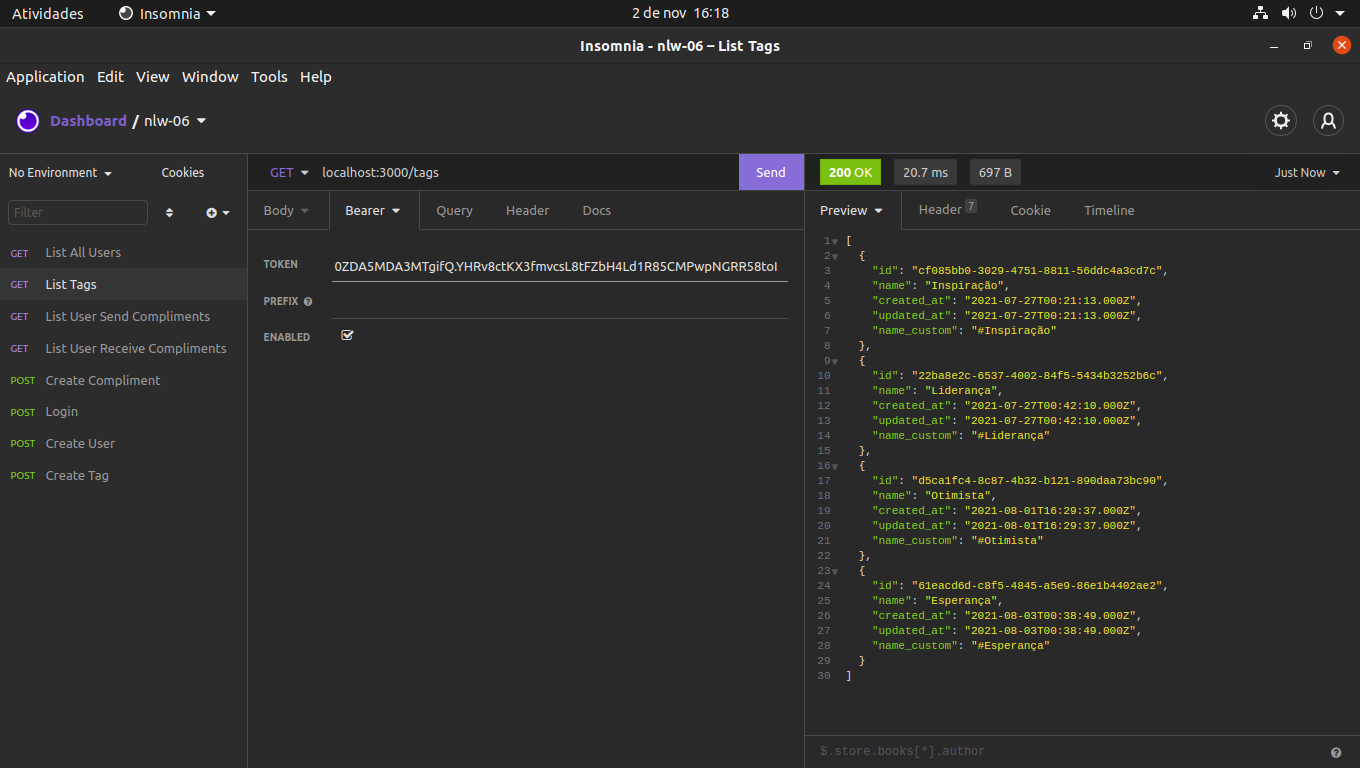 Atividades
Insomnia
2 de nov 16:18
Insomnia - nlw-06 – List Tags
Application Edit View Window Tools Help
Dashboard / nlw-06
No Environment Cookies
Filter
GET List All Users
GET List Tags
GET List User Send Compliments
GET List User Receive Compliments
POST Create Compliment
POST Login
POST Create User
POST Create Tag
GET localhost:3000/tags Send
Body Bearer Query Header Docs
TOKEN 0ZDA5MDA3MTgifQ.YHRv8ctKX3fmvcsL8tFZbH4Ld1R85CMPwpNGRR58toI
PREFIX
ENABLED
200 OK 20.7 ms 697 B Just Now
Preview Header 7 Cookie Timeline
1 [
2 {
3 "id": "cf085bb0-3029-4751-8811-56ddc4a3cd7c",
4 "name": "Inspiração",
5 "created_at": "2021-07-27T00:21:13.000Z",
6 "updated_at": "2021-07-27T00:21:13.000Z",
7 "name_custom": "#Inspiração"
8 },
9 {
10 "id": "22ba8e2c-6537-4002-84f5-5434b3252b6c",
11 "name": "Liderança",
12 "created_at": "2021-07-27T00:42:10.000Z",
13 "updated_at": "2021-07-27T00:42:10.000Z",
14 "name_custom": "#Liderança"
15 },
16 {
17 "id": "d5ca1fc4-8c87-4b32-b121-890daa73bc90",
18 "name": "Otimista",
19 "created_at": "2021-08-01T16:29:37.000Z",
20 "updated_at": "2021-08-01T16:29:37.000Z",
21 "name_custom": "#Otimista"
22 },
23 {
24 "id": "61eacd6d-c8f5-4845-a5e9-86e1b4402ae2",
25 "name": "Esperança",
26 "created_at": "2021-08-03T00:38:49.000Z",
27 "updated_at": "2021-08-03T00:38:49.000Z",
28 "name_custom": "#Esperança"
29 }
30 ]
$.store.books[*].author